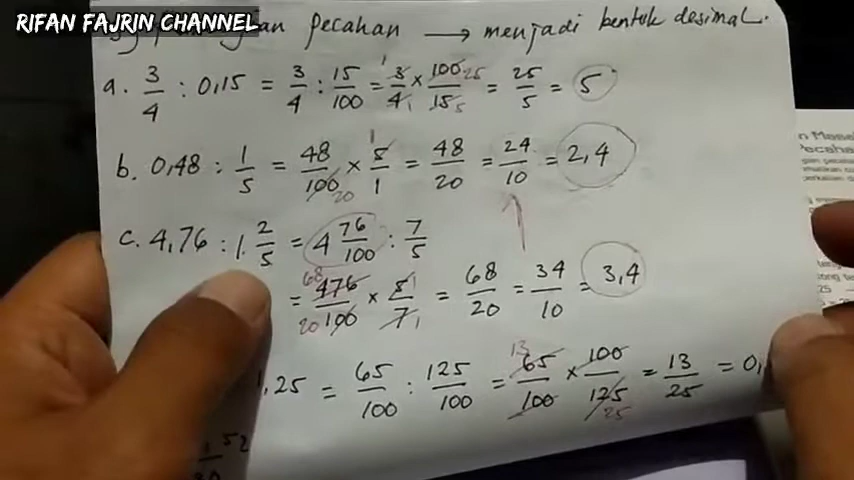 RIFAN FAJRIN CHANNEL
pecahan → menjadi bentuk desimal.
a. 3/4 : 0,15 = 3/4 : 15/100 = 3/4 × 100/15 = 25/5 = 5
b. 0,48 : 1/5 = 48/100 × 5/1 = 48/20 = 24/10 = 2,4
c. 4,76 : 1 2/5 = 4 76/100 : 7/5
= 476/100 × 5/7 = 68/20 = 34/10 = 3,4
,25 = 65/100 : 125/100 = 65/100 × 100/125 = 13/25 = 0,